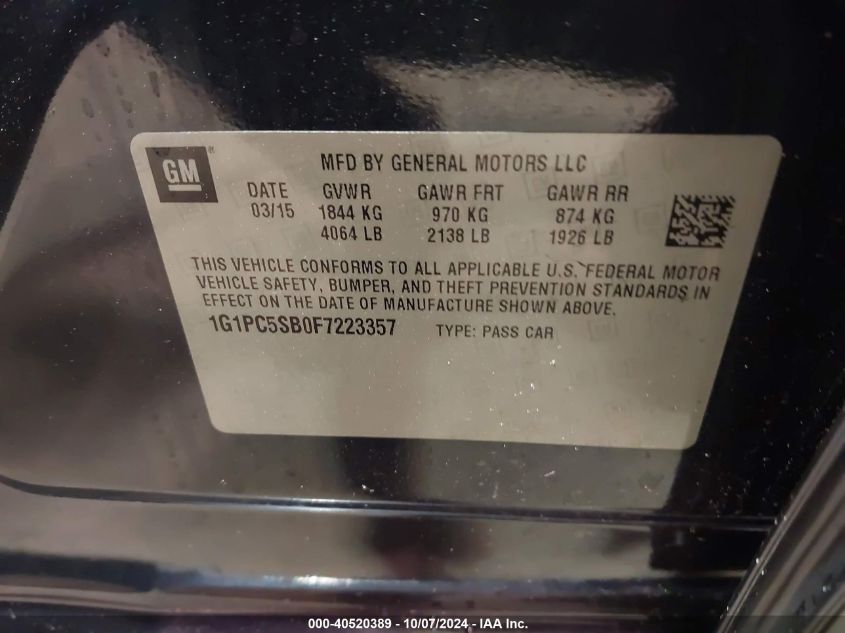 GM®
MFD BY GENERAL MOTORS LLC
DATE GVWR GAWR FRT GAWR RR
03/15 1844 KG 970 KG 874 KG
4064 LB 2138 LB 1926 LB
THIS VEHICLE CONFORMS TO ALL APPLICABLE U.S. FEDERAL MOTOR
VEHICLE SAFETY, BUMPER, AND THEFT PREVENTION STANDARDS IN
EFFECT ON THE DATE OF MANUFACTURE SHOWN ABOVE.
1G1PC5SB0F7223357 TYPE: PASS CAR
000-40520389 - 10/07/2024 - IAA Inc.